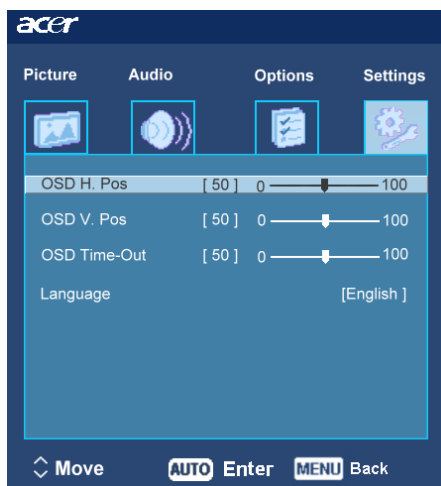 acer
Picture Audio Options Settings
OSD H. Pos [ 50 ] 0 100
OSD V. Pos [ 50 ] 0 100
OSD Time-Out [ 50 ] 0 100
Language [English ]
Move AUTO Enter MENU Back